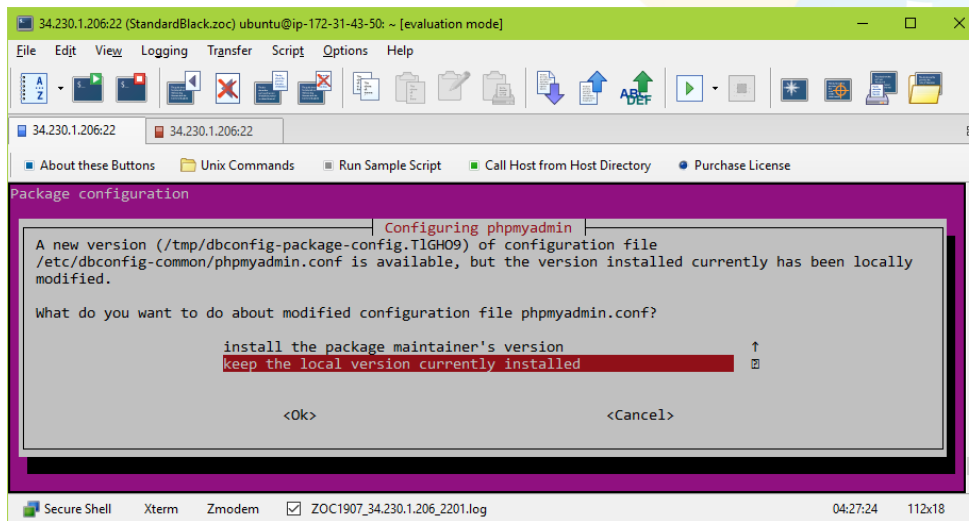 34.230.1.206:22 (StandardBlack.zoc) ubuntu@ip-172-31-43-50: ~ [evaluation mode]
File Edit View Logging Transfer Script Options Help
34.230.1.206:22 34.230.1.206:22
About these Buttons Unix Commands Run Sample Script Call Host from Host Directory Purchase License
Package configuration
Configuring phpmyadmin
A new version (/tmp/dbconfig-package-config.TlGHO9) of configuration file
/etc/dbconfig-common/phpmyadmin.conf is available, but the version installed currently has been locally
modified.
What do you want to do about modified configuration file phpmyadmin.conf?
install the package maintainer's version ↑
keep the local version currently installed
<Ok> <Cancel>
Secure Shell Xterm Zmodem ZOC1907_34.230.1.206_2201.log 04:27:24 112x18